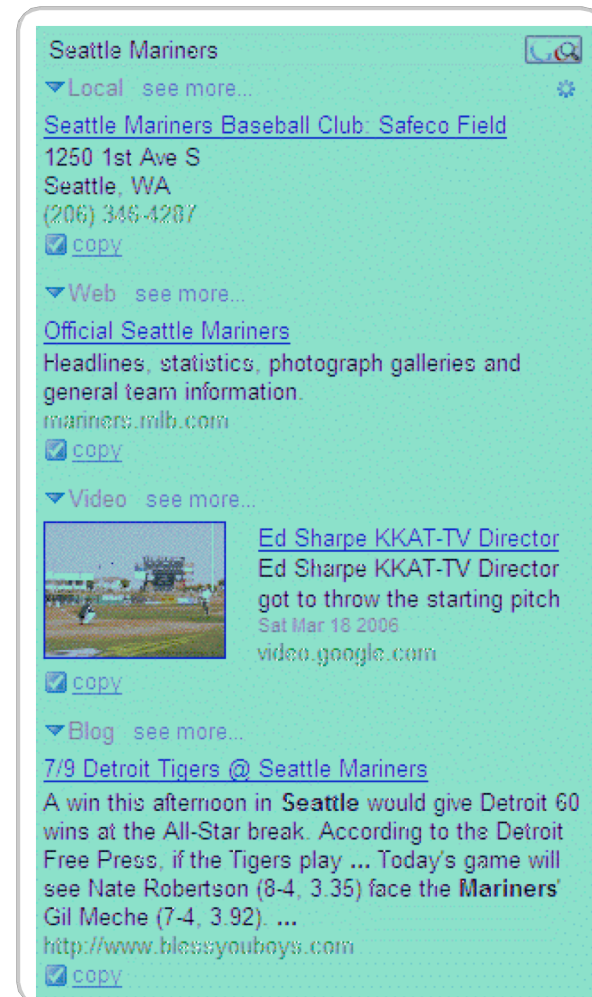 Seattle Mariners
Local see more...
Seattle Mariners Baseball Club: Safeco Field
1250 1st Ave S
Seattle, WA
(206) 346-4287
copy
Web see more...
Official Seattle Mariners
Headlines, statistics, photograph galleries and
general team information.
mariners.mlb.com
copy
Video see more...
Ed Sharpe KKAT-TV Director
Ed Sharpe KKAT-TV Director
got to throw the starting pitch
Sat Mar 18 2006
video.google.com
copy
Blog see more...
7/9 Detroit Tigers @ Seattle Mariners
A win this afternoon in Seattle would give Detroit 60
wins at the All-Star break. According to the Detroit
Free Press, if the Tigers play ... Today's game will
see Nate Robertson (8-4, 3.35) face the Mariners'
Gil Meche (7-4, 3.92). ...
http://www.blessyouboys.com
copy